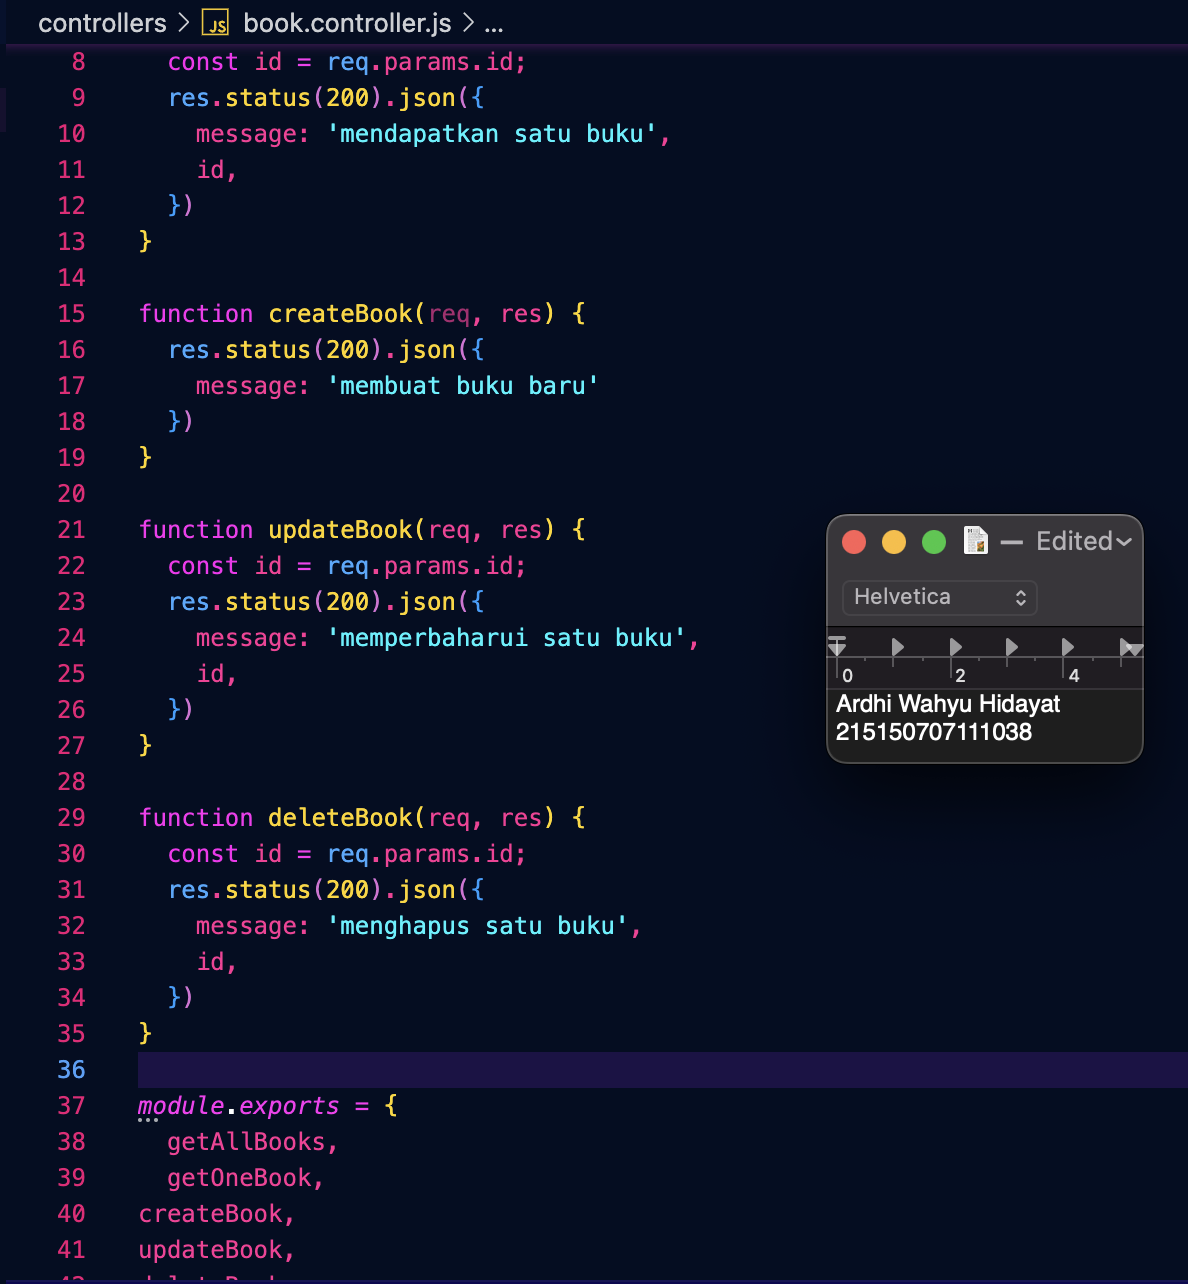 controllers > JS book.controller.js > ...
8 const id = req.params.id;
9 res.status(200).json({
10 message: 'mendapatkan satu buku',
11 id,
12 })
13 }
14
15 function createBook(req, res) {
16 res.status(200).json({
17 message: 'membuat buku baru'
18 })
19 }
20
21 function updateBook(req, res) {
22 const id = req.params.id;
23 res.status(200).json({
24 message: 'memperbaharui satu buku',
25 id,
26 })
27 }
28
29 function deleteBook(req, res) {
30 const id = req.params.id;
31 res.status(200).json({
32 message: 'menghapus satu buku',
33 id,
34 })
35 }
36
37 module.exports = {
38 getAllBooks,
39 getOneBook,
40 createBook,
41 updateBook,
— Edited
Helvetica
0 2 4
Ardhi Wahyu Hidayat
215150707111038